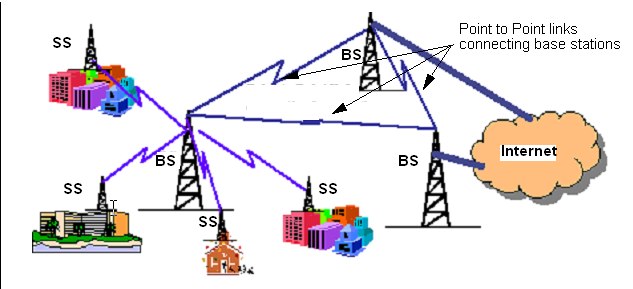 Point to Point links
connecting base stations
SS
BS
Internet
BS
BS
SS
SS
SS